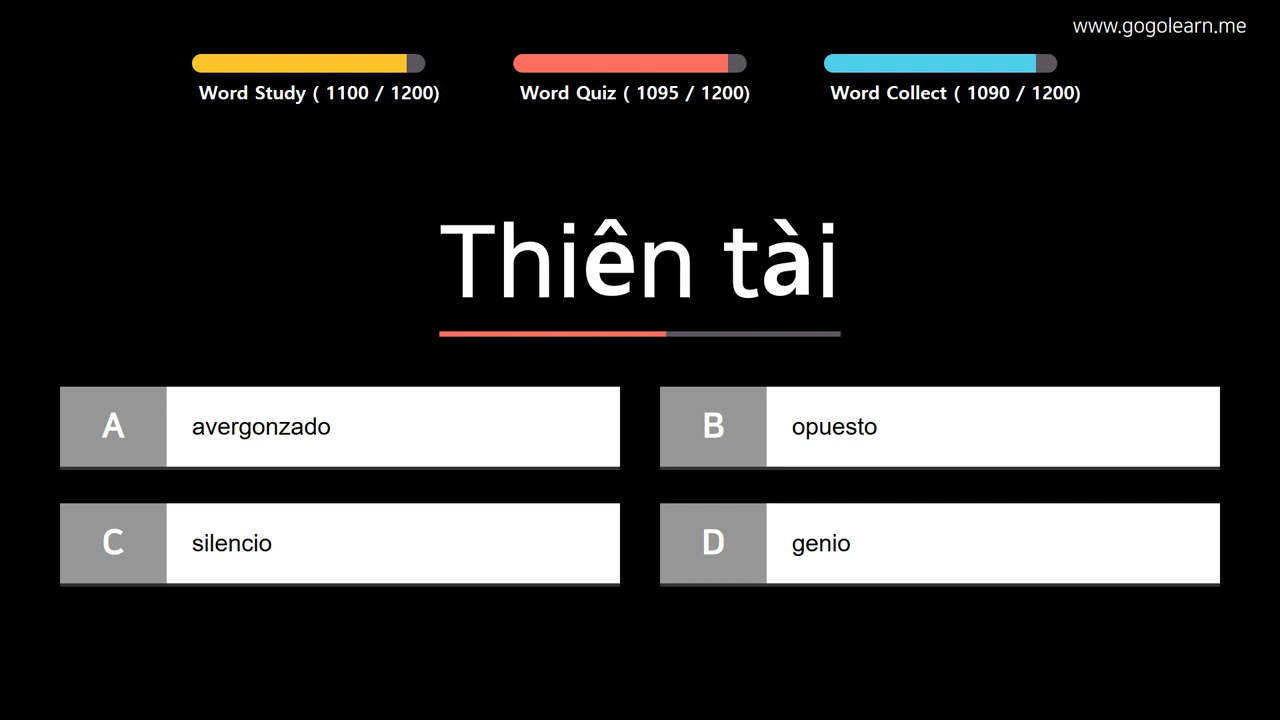 www.gogolearn.me
Word Study ( 1100 / 1200)
Word Quiz ( 1095 / 1200)
Word Collect ( 1090 / 1200)
Thiên tài
A avergonzado
B opuesto
C silencio
D genio